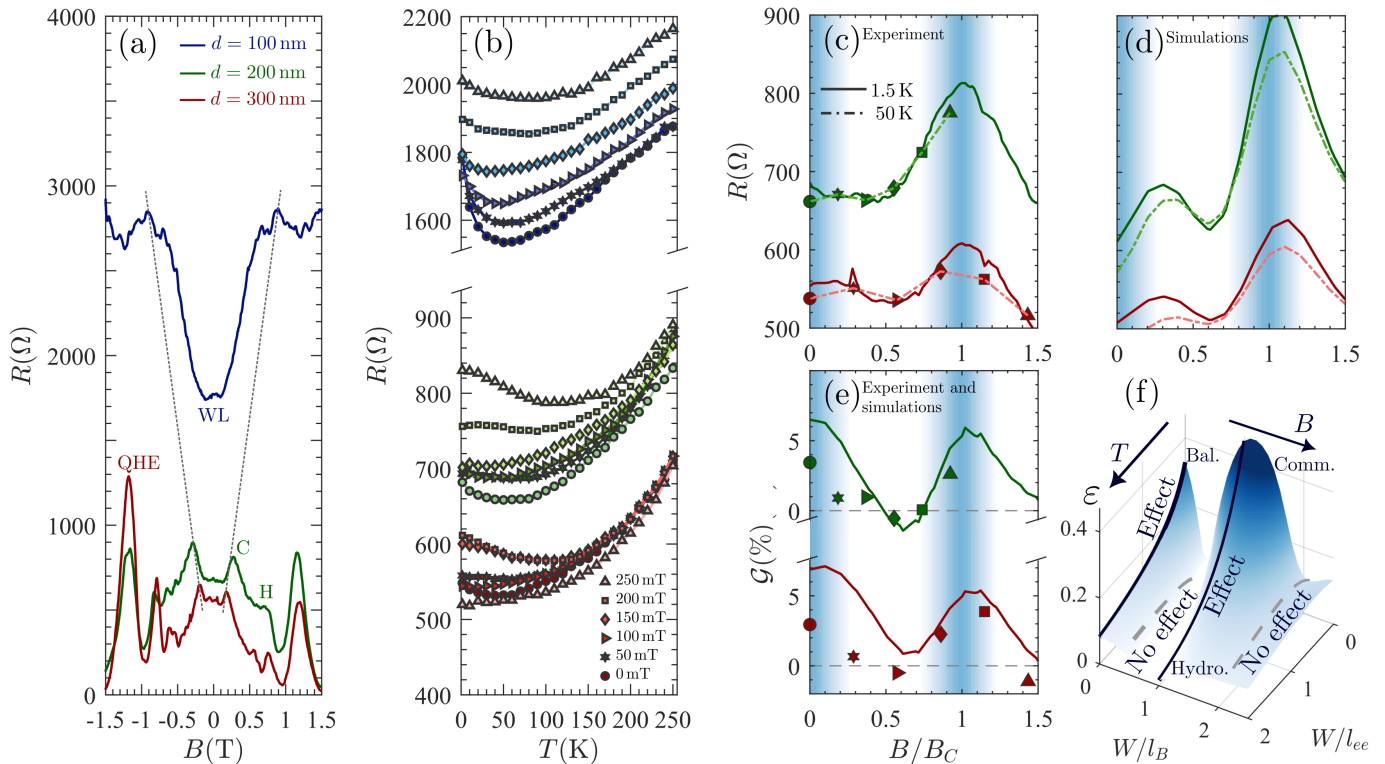 (a)
d = 100 nm
d = 200 nm
d = 300 nm
4000
3000
2000
1000
0
R(Ω)
WL
QHE
C
H
-1.5 -1 -0.5 0 0.5 1 1.5
B(T)
(b)
2200
2000
1800
1600
900
800
700
600
500
400
R(Ω)
250 mT
200 mT
150 mT
100 mT
50 mT
0 mT
0 50 100 150 200 250
T(K)
(c) Experiment
1.5 K
50 K
900
800
700
600
500
R(Ω)
0 0.5 1 1.5
(d) Simulations
0 0.5 1 1.5
(e) Experiment and
simulations
5
0
5
0
𝒢(%)
0 0.5 1 1.5
B/B_C
(f)
T
B
Bal.
Comm.
ε
Effect
Effect
No effect
No effect
Hydro.
0.4
0.2
0
0
1
2
W/l_B
0
1
2
W/l_ee